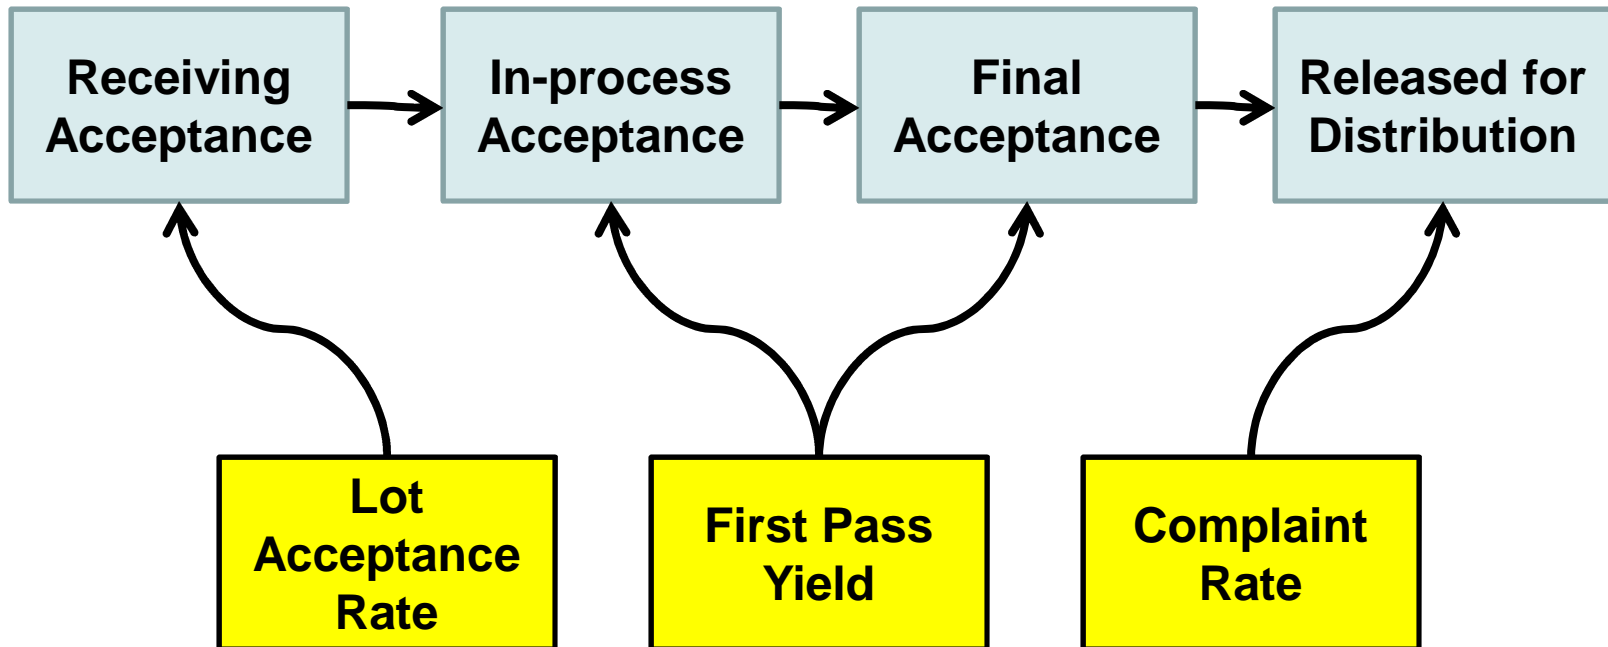 Receiving
Acceptance
In-process
Acceptance
Final
Acceptance
Released for
Distribution
Lot
Acceptance
Rate
First Pass
Yield
Complaint
Rate